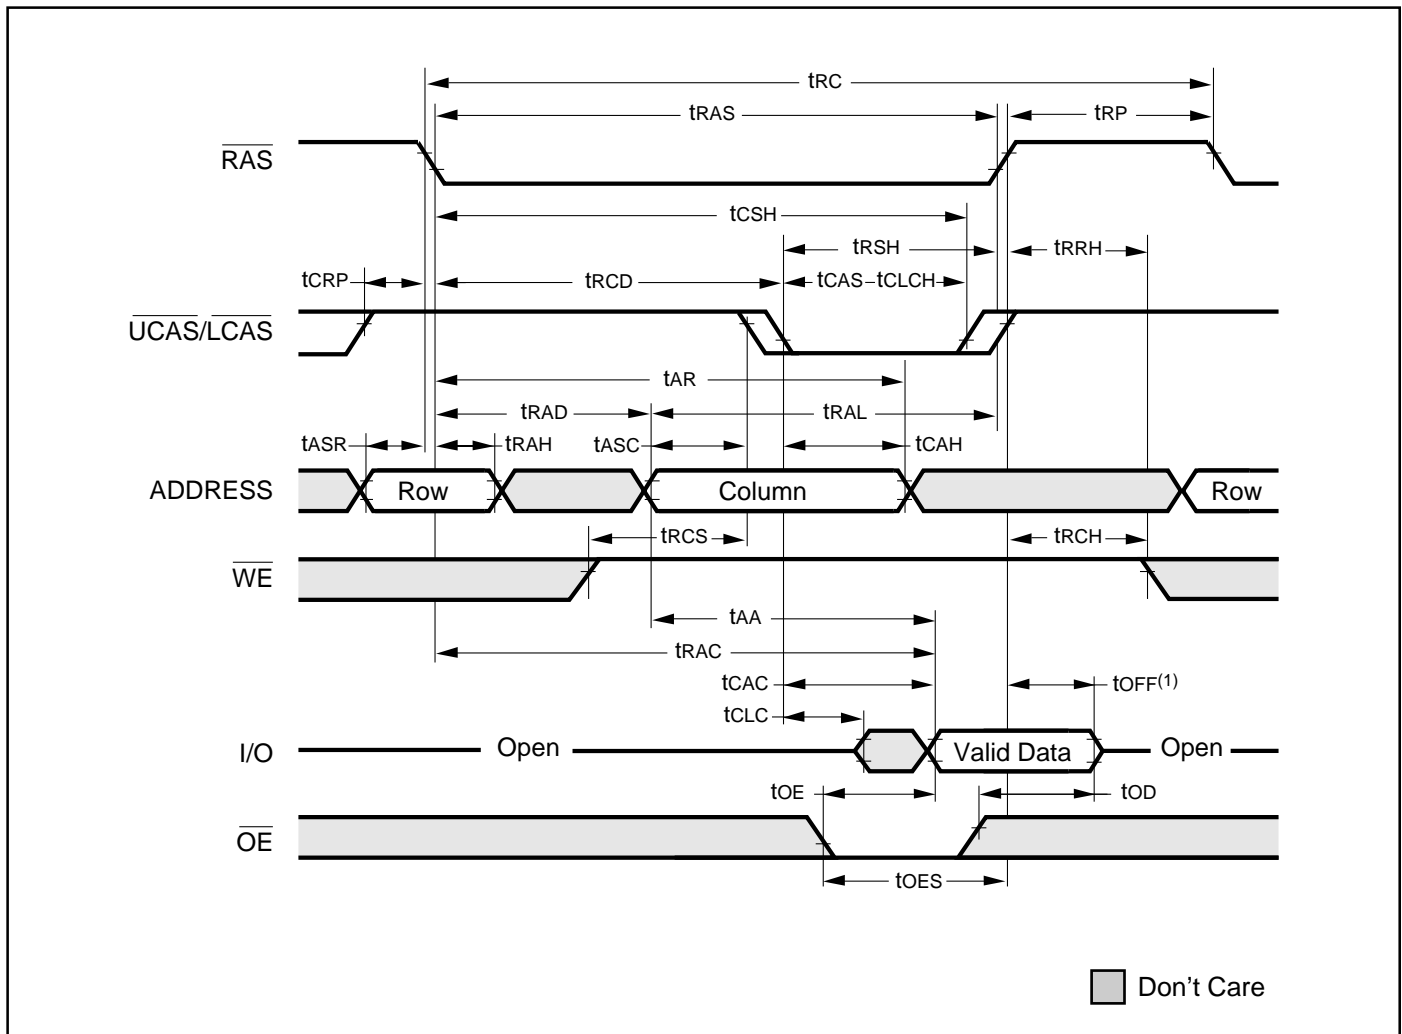 tRC
tRAS
tRP
RAS
tCSH
tRSH
tRRH
tCRP
tRCD
tCAS
tCLCH
UCAS/LCAS
tAR
tRAD
tRAL
tASR
tRAH
tASC
tCAH
ADDRESS
Row
Column
Row
tRCS
tRCH
WE
tAA
tRAC
tCAC
tOFF(1)
tCLC
I/O
Open
Valid Data
Open
tOE
tOD
OE
tOES
Don't Care